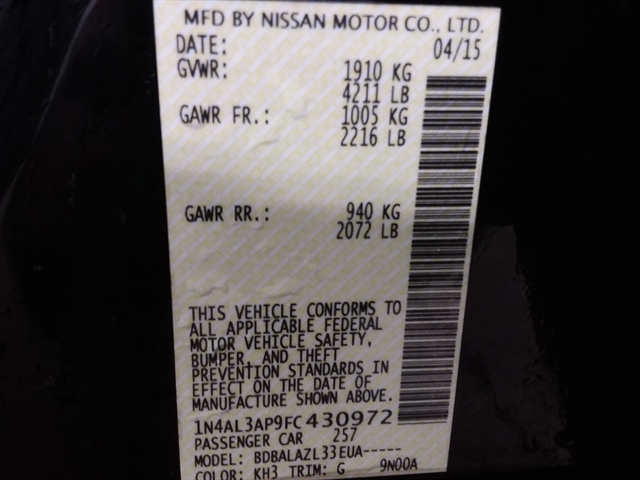 MFD BY NISSAN MOTOR CO., LTD.
DATE: 04/15
GVWR: 1910 KG
4211 LB
GAWR FR.: 1005 KG
2216 LB
GAWR RR.: 940 KG
2072 LB
THIS VEHICLE CONFORMS TO
ALL APPLICABLE FEDERAL
MOTOR VEHICLE SAFETY,
BUMPER, AND THEFT
PREVENTION STANDARDS IN
EFFECT ON THE DATE OF
MANUFACTURE SHOWN ABOVE.
1N4AL3AP9FC430972
PASSENGER CAR 257
MODEL: BDBALAZL33EUA-----
COLOR: KH3 TRIM: G 9N00A